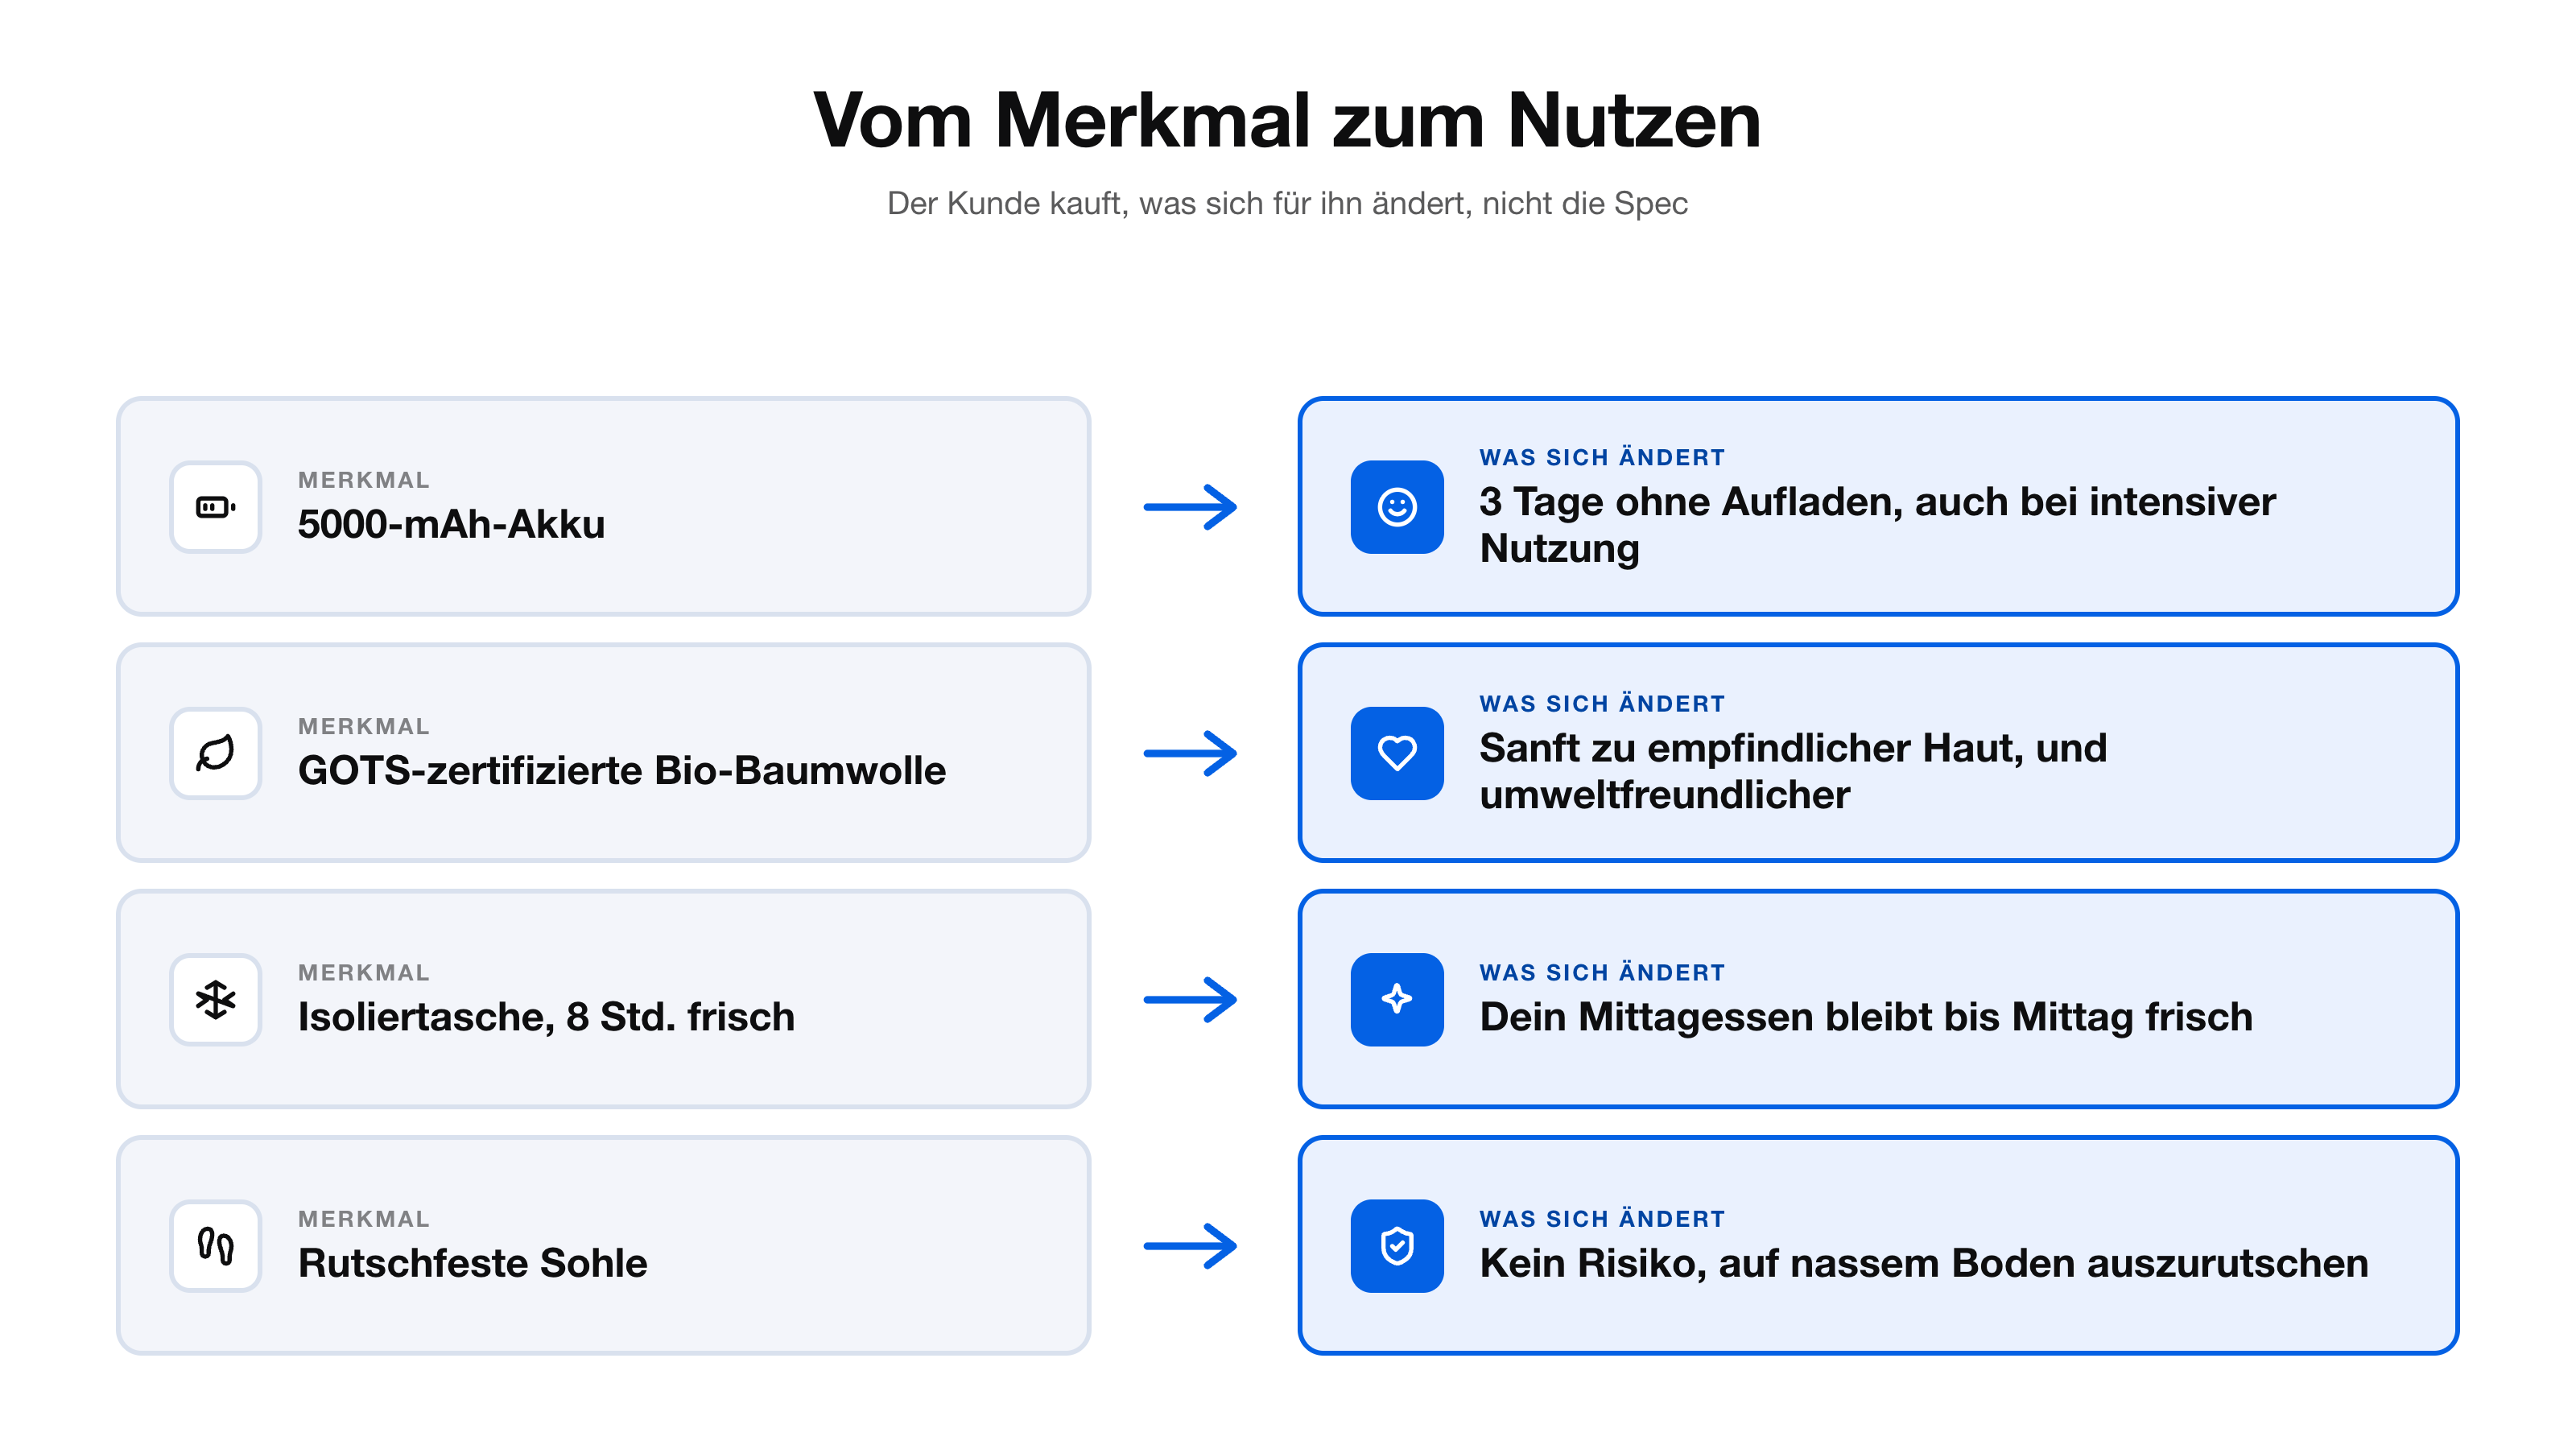 Vom Merkmal zum Nutzen
Der Kunde kauft, was sich für ihn ändert, nicht die Spec
MERKMAL
5000-mAh-Akku
WAS SICH ÄNDERT
3 Tage ohne Aufladen, auch bei intensiver
Nutzung
MERKMAL
GOTS-zertifizierte Bio-Baumwolle
WAS SICH ÄNDERT
Sanft zu empfindlicher Haut, und
umweltfreundlicher
MERKMAL
Isoliertasche, 8 Std. frisch
WAS SICH ÄNDERT
Dein Mittagessen bleibt bis Mittag frisch
MERKMAL
Rutschfeste Sohle
WAS SICH ÄNDERT
Kein Risiko, auf nassem Boden auszurutschen